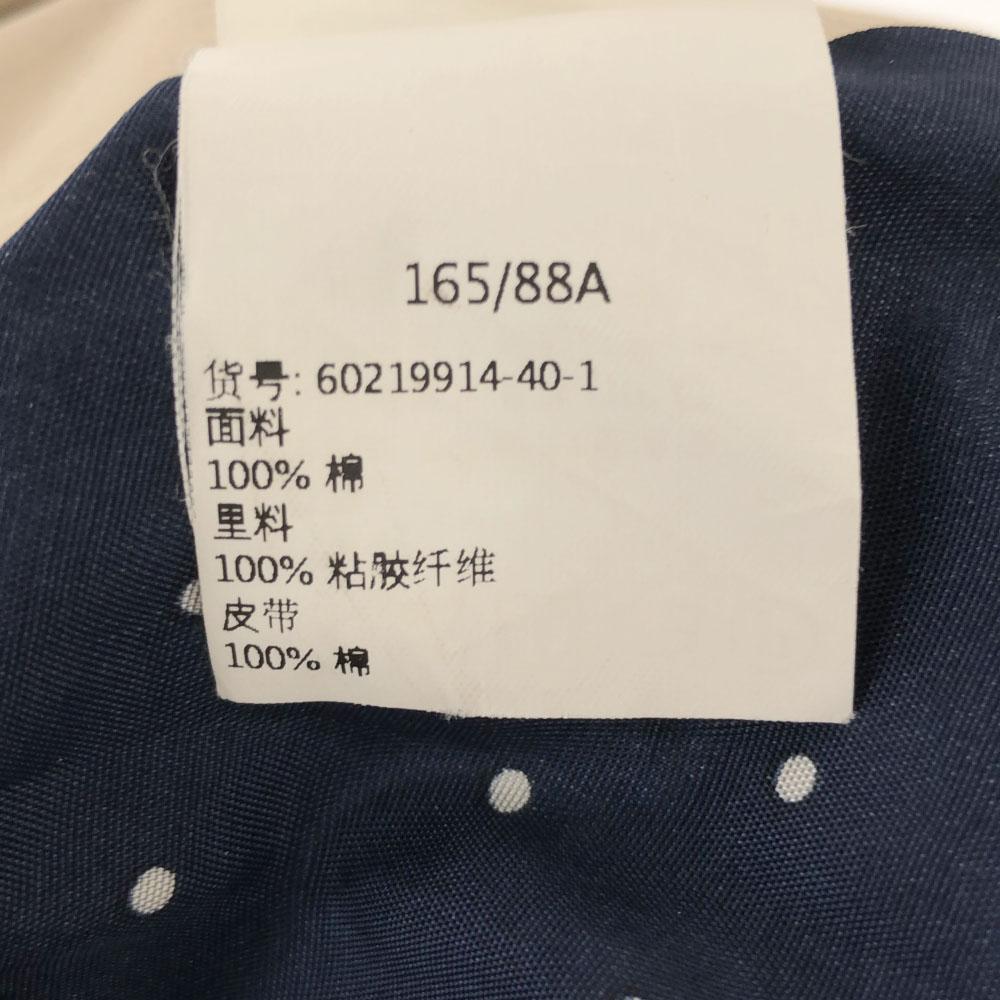 165/88A
货号: 60219914-40-1
面料
100% 棉
里料
100% 粘胶纤维
皮带
100% 棉